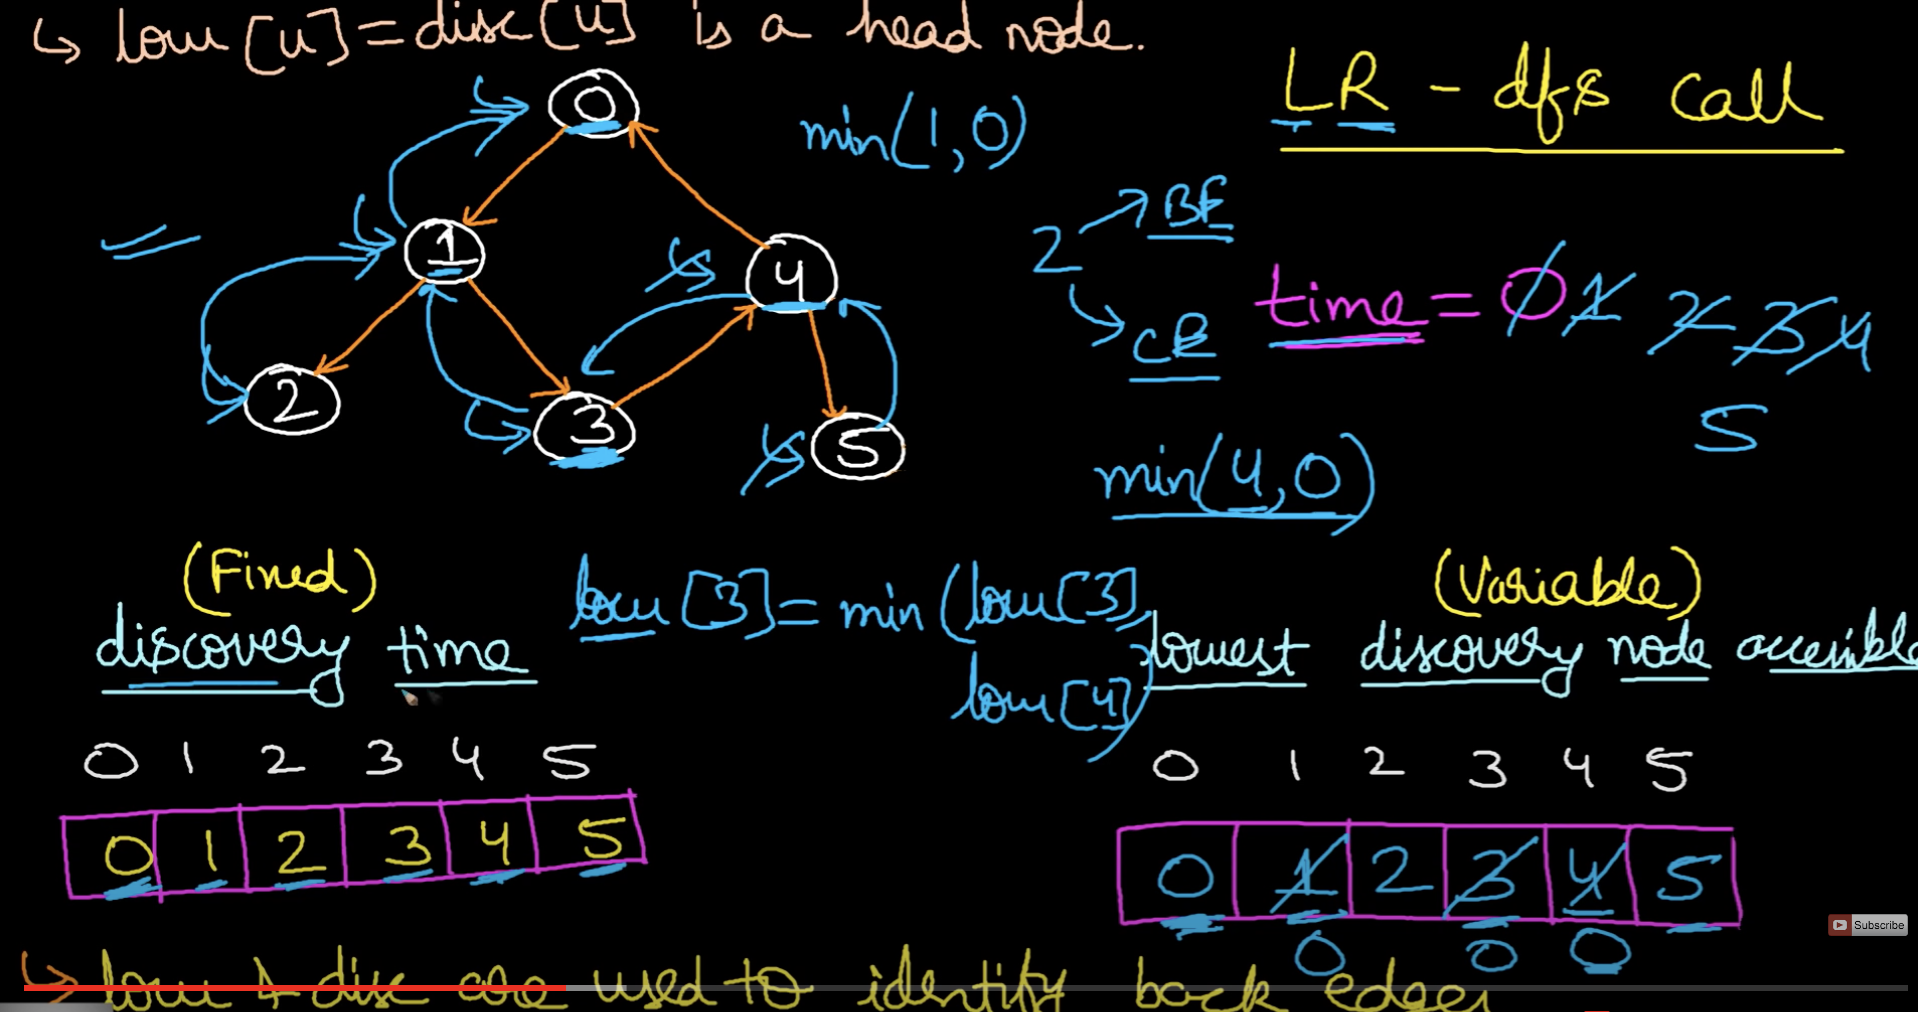 ↳ low[u]=disc[u] is a head node.
LR - dfs call
0
min(1,0)
2 → BE
→ CE
1
4
time = 0 1 2 3 4
5
2
3
5
min(4,0)
(Fixed)
(Variable)
discovery time
low[3] = min(low[3],
low[4])
lowest discovery node accessible
0 1 2 3 4 5
0 1 2 3 4 5
0 1 2 3 4 5
0 1 2 3 4 5
0 0 0
Subscribe
↳ low & disc are used to identify back edges